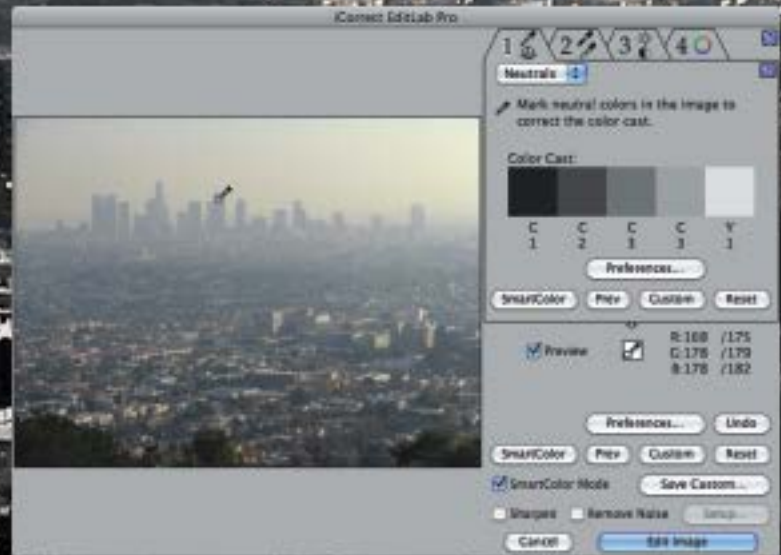 iCorrect EditLab Pro
1 2 3 4
Neutrals
Mark neutral colors in the image to
correct the color cast.
Color Cast:
C C C C Y
1 2 3 3 1
Preferences...
SmartColor Prev Custom Reset
Preview
R:168 /175
G:178 /179
B:178 /182
Preferences... Undo
SmartColor Prev Custom Reset
SmartColor Mode Save Custom...
Sharpen Remove Noise Setup...
Cancel Edit Image